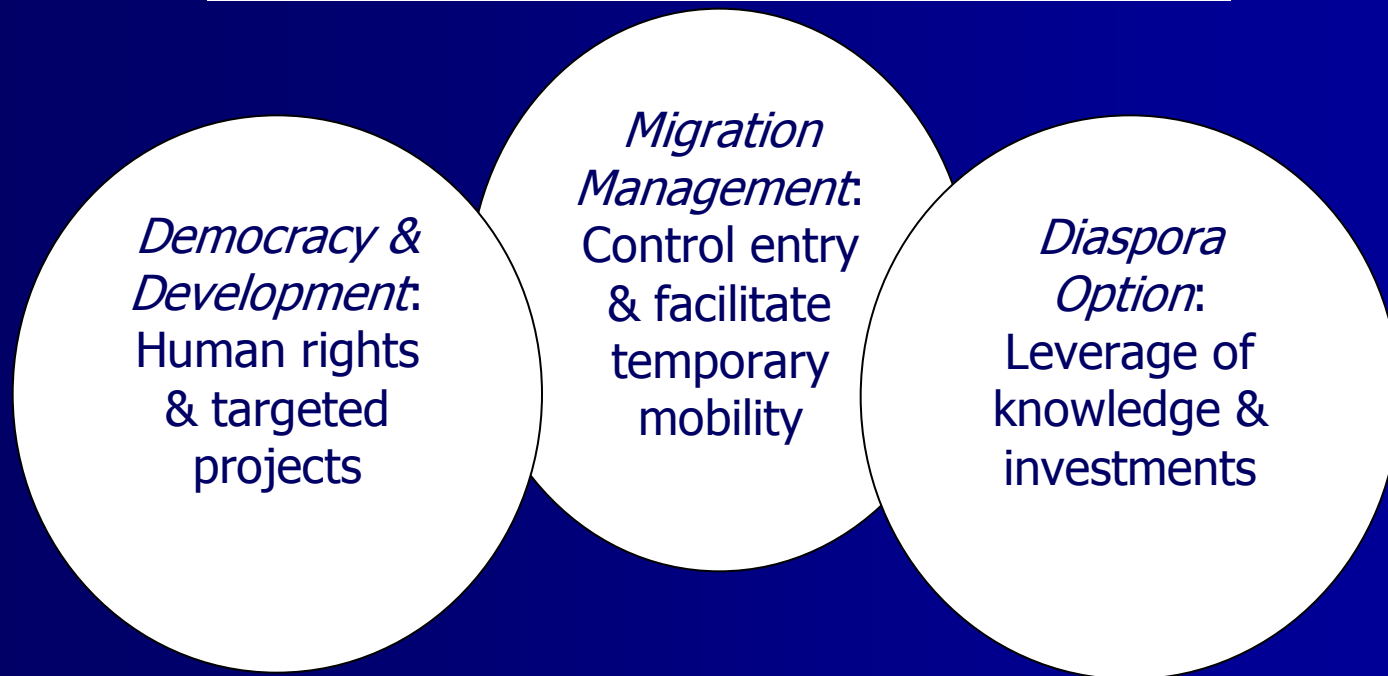 Democracy &
Development:
Human rights
& targeted
projects
Migration
Management:
Control entry
& facilitate
temporary
mobility
Diaspora
Option:
Leverage of
knowledge &
investments